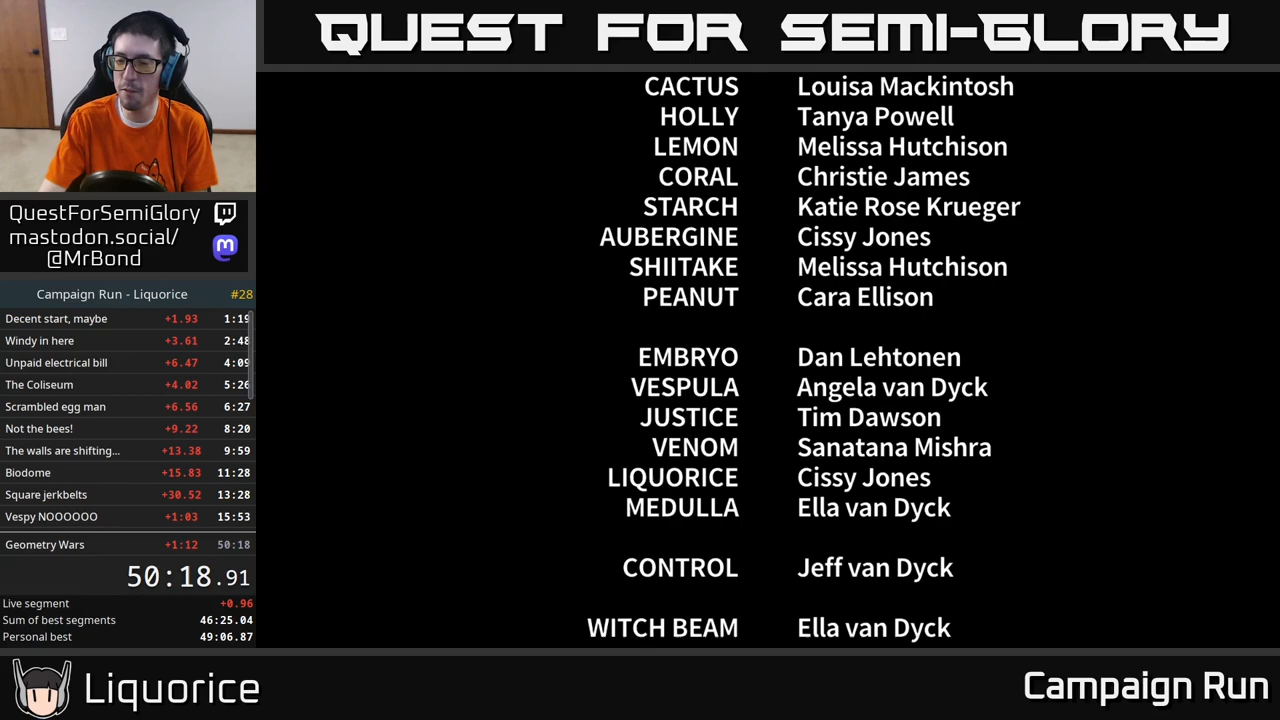 QUEST FOR SEMI-GLORY
QuestForSemiGlory
mastodon.social/
@MrBond
Campaign Run - Liquorice #28
Decent start, maybe +1.93 1:19
Windy in here +3.61 2:48
Unpaid electrical bill +6.47 4:09
The Coliseum +4.02 5:26
Scrambled egg man +6.56 6:27
Not the bees! +9.22 8:20
The walls are shifting... +13.38 9:59
Biodome +15.83 11:28
Square jerkbelts +30.52 13:28
Vespy NOOOOOO +1:03 15:53
Geometry Wars +1:12 50:18
50:18.91
Live segment +0.96
Sum of best segments 46:25.04
Personal best 49:06.87
CACTUS Louisa Mackintosh
HOLLY Tanya Powell
LEMON Melissa Hutchison
CORAL Christie James
STARCH Katie Rose Krueger
AUBERGINE Cissy Jones
SHIITAKE Melissa Hutchison
PEANUT Cara Ellison
EMBRYO Dan Lehtonen
VESPULA Angela van Dyck
JUSTICE Tim Dawson
VENOM Sanatana Mishra
LIQUORICE Cissy Jones
MEDULLA Ella van Dyck
CONTROL Jeff van Dyck
WITCH BEAM Ella van Dyck
Liquorice
Campaign Run